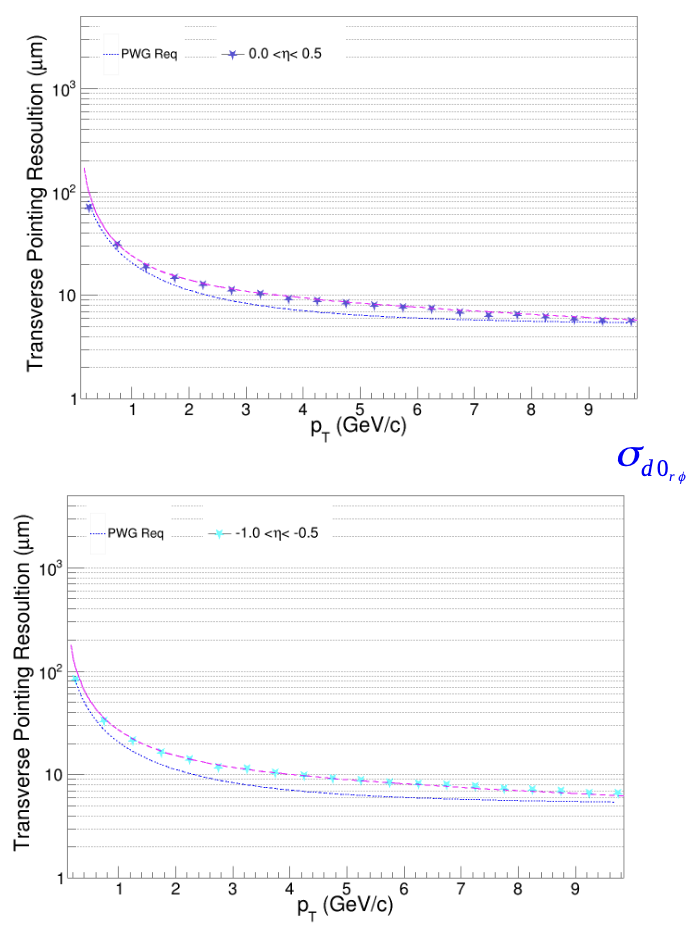 Transverse Pointing Resoultion (μm)
PWG Req
0.0 <η< 0.5
10³
10²
10
1
1 2 3 4 5 6 7 8 9
p_T (GeV/c)
σ_{d0_{rφ}}
Transverse Pointing Resoultion (μm)
PWG Req
-1.0 <η< -0.5
10³
10²
10
1
1 2 3 4 5 6 7 8 9
p_T (GeV/c)